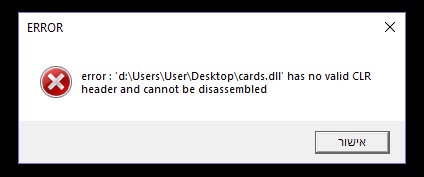 ERROR
error : 'd:\Users\User\Desktop\cards.dll' has no valid CLR
header and cannot be disassembled
אישור